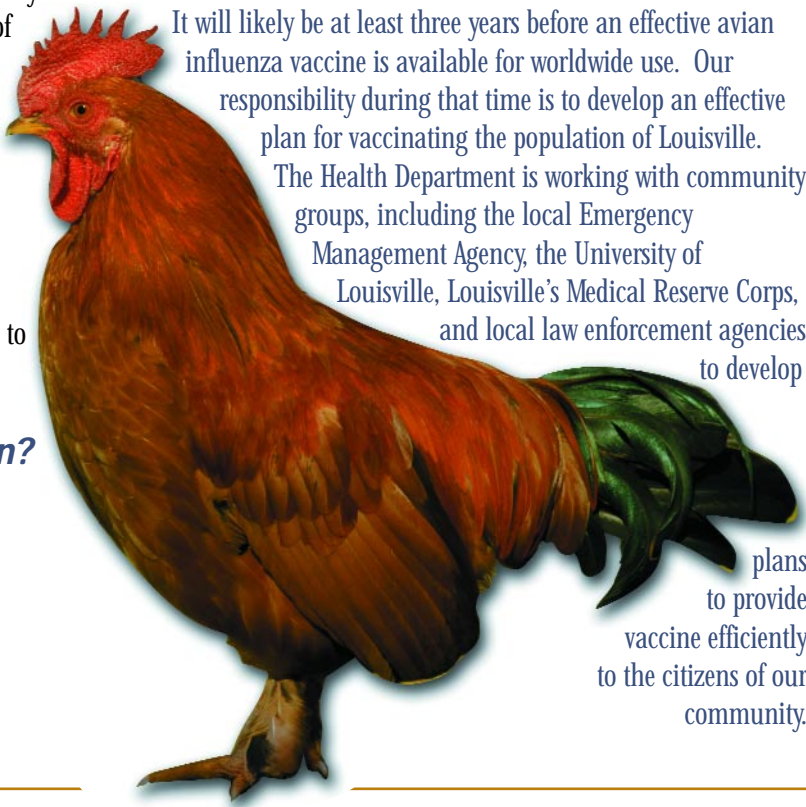 of
It will likely be at least three years before an effective avian
influenza vaccine is available for worldwide use. Our
responsibility during that time is to develop an effective
plan for vaccinating the population of Louisville.
The Health Department is working with community
groups, including the local Emergency
Management Agency, the University of
Louisville, Louisville's Medical Reserve Corps,
and local law enforcement agencies
to develop
plans
to provide
vaccine efficiently
to the citizens of our
community.
to
n?